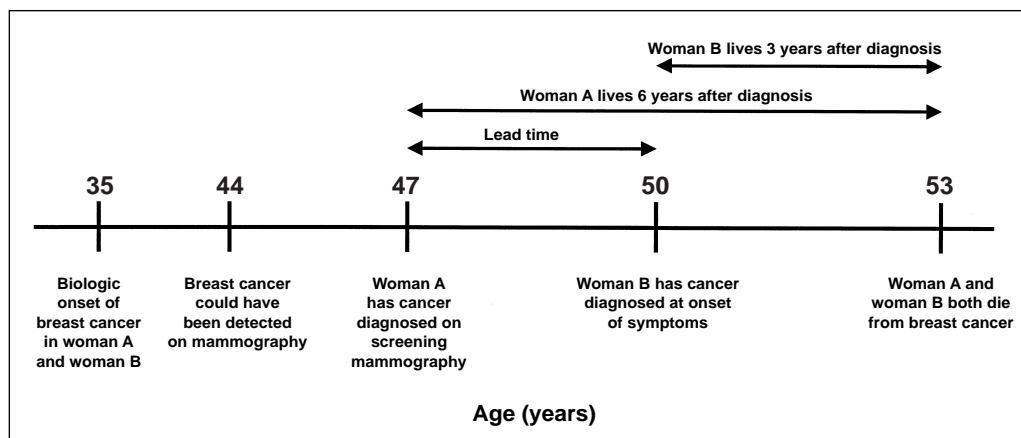 Woman B lives 3 years after diagnosis
Woman A lives 6 years after diagnosis
Lead time
35
44
47
50
53
Biologic
onset of
breast cancer
in woman A
and woman B
Breast cancer
could have
been detected
on mammography
Woman A
has cancer
diagnosed on
screening
mammography
Woman B has cancer
diagnosed at onset
of symptoms
Woman A and
woman B both die
from breast cancer
Age (years)